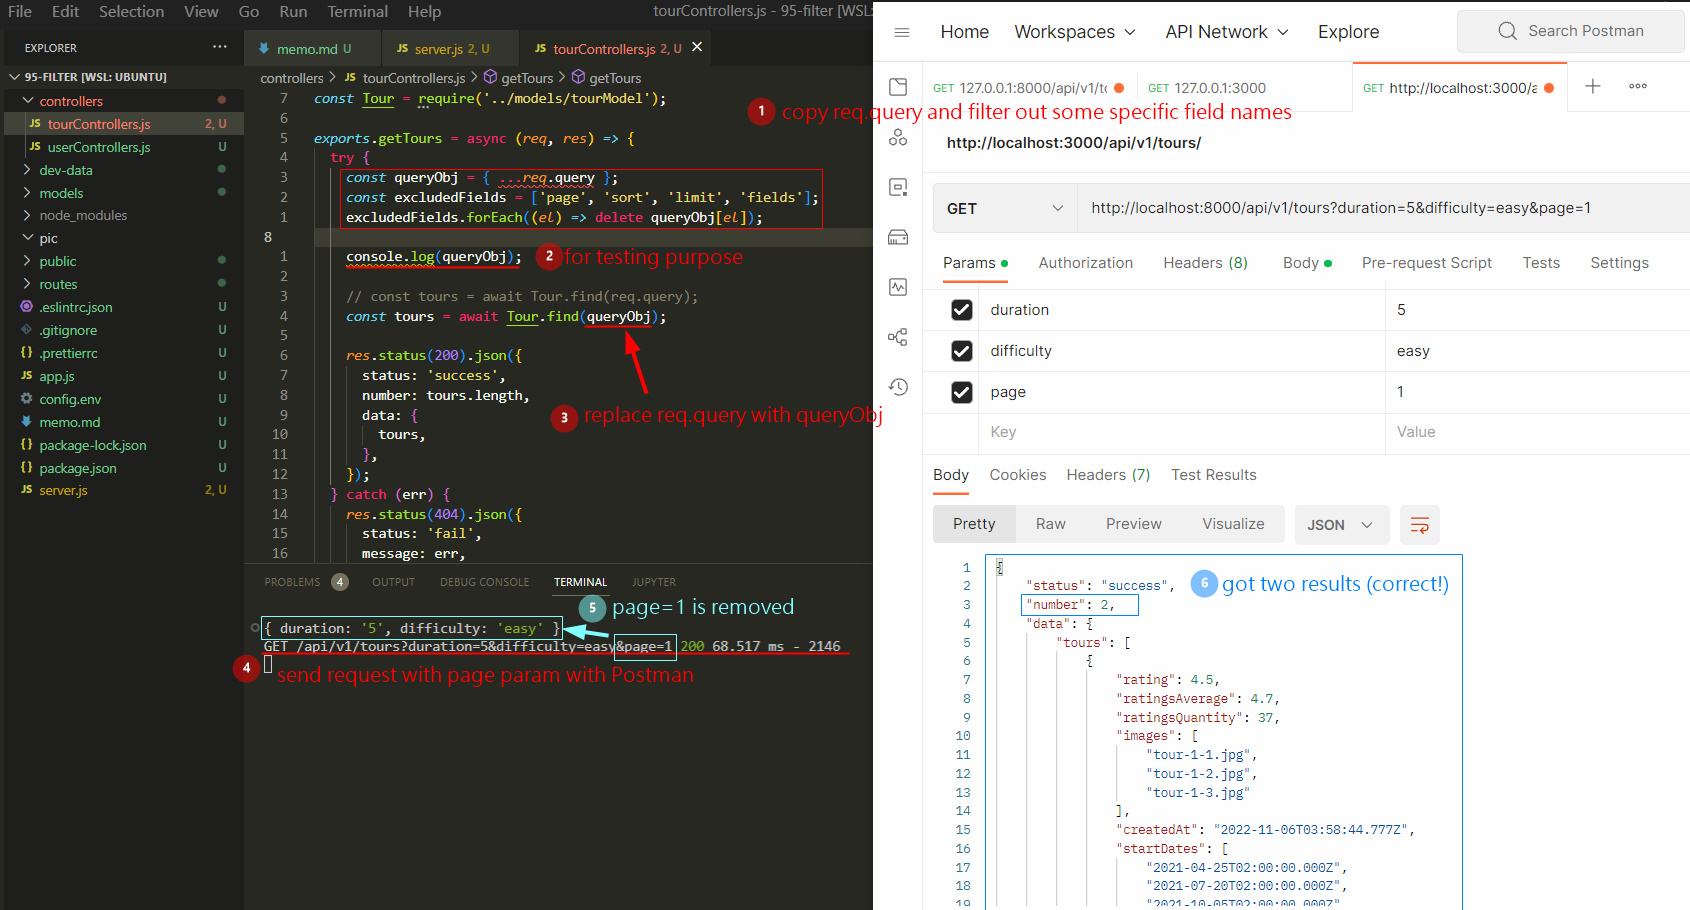 File Edit Selection View Go Run Terminal Help
tourControllers.js - 95-filter [WSL:
EXPLORER
95-FILTER [WSL: UBUNTU]
controllers
JS tourControllers.js 2, U
JS userControllers.js U
dev-data
models
node_modules
pic
public
routes
.eslintrc.json U
.gitignore U
{} .prettierrc U
JS app.js U
config.env U
memo.md U
{} package-lock.json U
{} package.json U
JS server.js 2, U
memo.md U
JS server.js 2, U
JS tourControllers.js 2, U
controllers > JS tourControllers.js > getTours > getTours
7 const Tour = require('../models/tourModel');
6
5 exports.getTours = async (req, res) => {
4 try {
3 const queryObj = { ...req.query };
2 const excludedFields = ['page', 'sort', 'limit', 'fields'];
1 excludedFields.forEach((el) => delete queryObj[el]);
8
1 console.log(queryObj);
2
3 // const tours = await Tour.find(req.query);
4 const tours = await Tour.find(queryObj);
5
6 res.status(200).json({
7 status: 'success',
8 number: tours.length,
9 data: {
10 tours,
11 },
12 });
13 } catch (err) {
14 res.status(404).json({
15 status: 'fail',
16 message: err,
1 copy req.query and filter out some specific field names
2 for testing purpose
3 replace req.query with queryObj
PROBLEMS 4 OUTPUT DEBUG CONSOLE TERMINAL JUPYTER
5 page=1 is removed
{ duration: '5', difficulty: 'easy' }
GET /api/v1/tours?duration=5&difficulty=easy&page=1 200 68.517 ms - 2146
4 send request with page param with Postman
Home Workspaces API Network Explore
Search Postman
GET 127.0.0.1:8000/api/v1/t
GET 127.0.0.1:3000
GET http://localhost:3000/a
http://localhost:3000/api/v1/tours/
GET http://localhost:8000/api/v1/tours?duration=5&difficulty=easy&page=1
Params Authorization Headers (8) Body Pre-request Script Tests Settings
duration 5
difficulty easy
page 1
Key Value
Body Cookies Headers (7) Test Results
Pretty Raw Preview Visualize JSON
1 {
2 "status": "success",
3 "number": 2,
4 "data": {
5 "tours": [
6 {
7 "rating": 4.5,
8 "ratingsAverage": 4.7,
9 "ratingsQuantity": 37,
10 "images": [
11 "tour-1-1.jpg",
12 "tour-1-2.jpg",
13 "tour-1-3.jpg"
14 ],
15 "createdAt": "2022-11-06T03:58:44.777Z",
16 "startDates": [
17 "2021-04-25T02:00:00.000Z",
18 "2021-07-20T02:00:00.000Z",
19 "2021-10-05T02:00:00.000Z"
6 got two results (correct!)